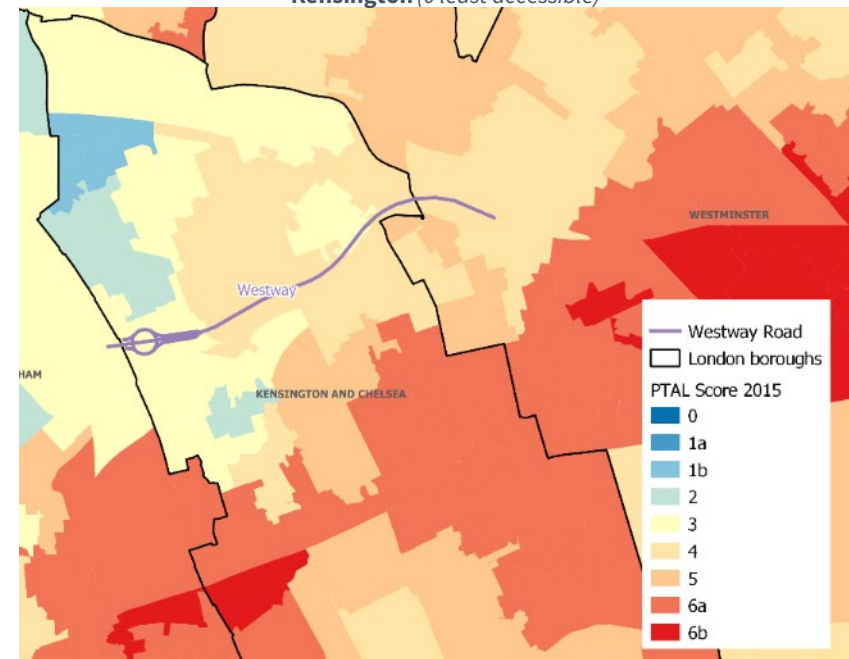 Kensington (0 least accessible)
WESTMINSTER
Westway
HAM
KENSINGTON AND CHELSEA
Westway Road
London boroughs
PTAL Score 2015
0
1a
1b
2
3
4
5
6a
6b